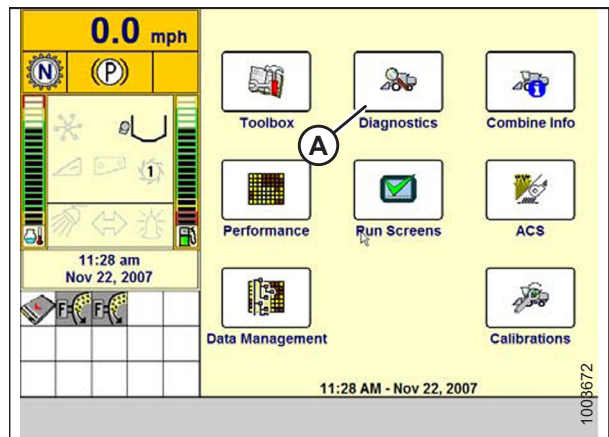 0.0 mph
N (P)
1
11:28 am
Nov 22, 2007
F F
Toolbox
Diagnostics
Combine Info
A
Performance
Run Screens
ACS
Data Management
Calibrations
11:28 AM - Nov 22, 2007
1003672